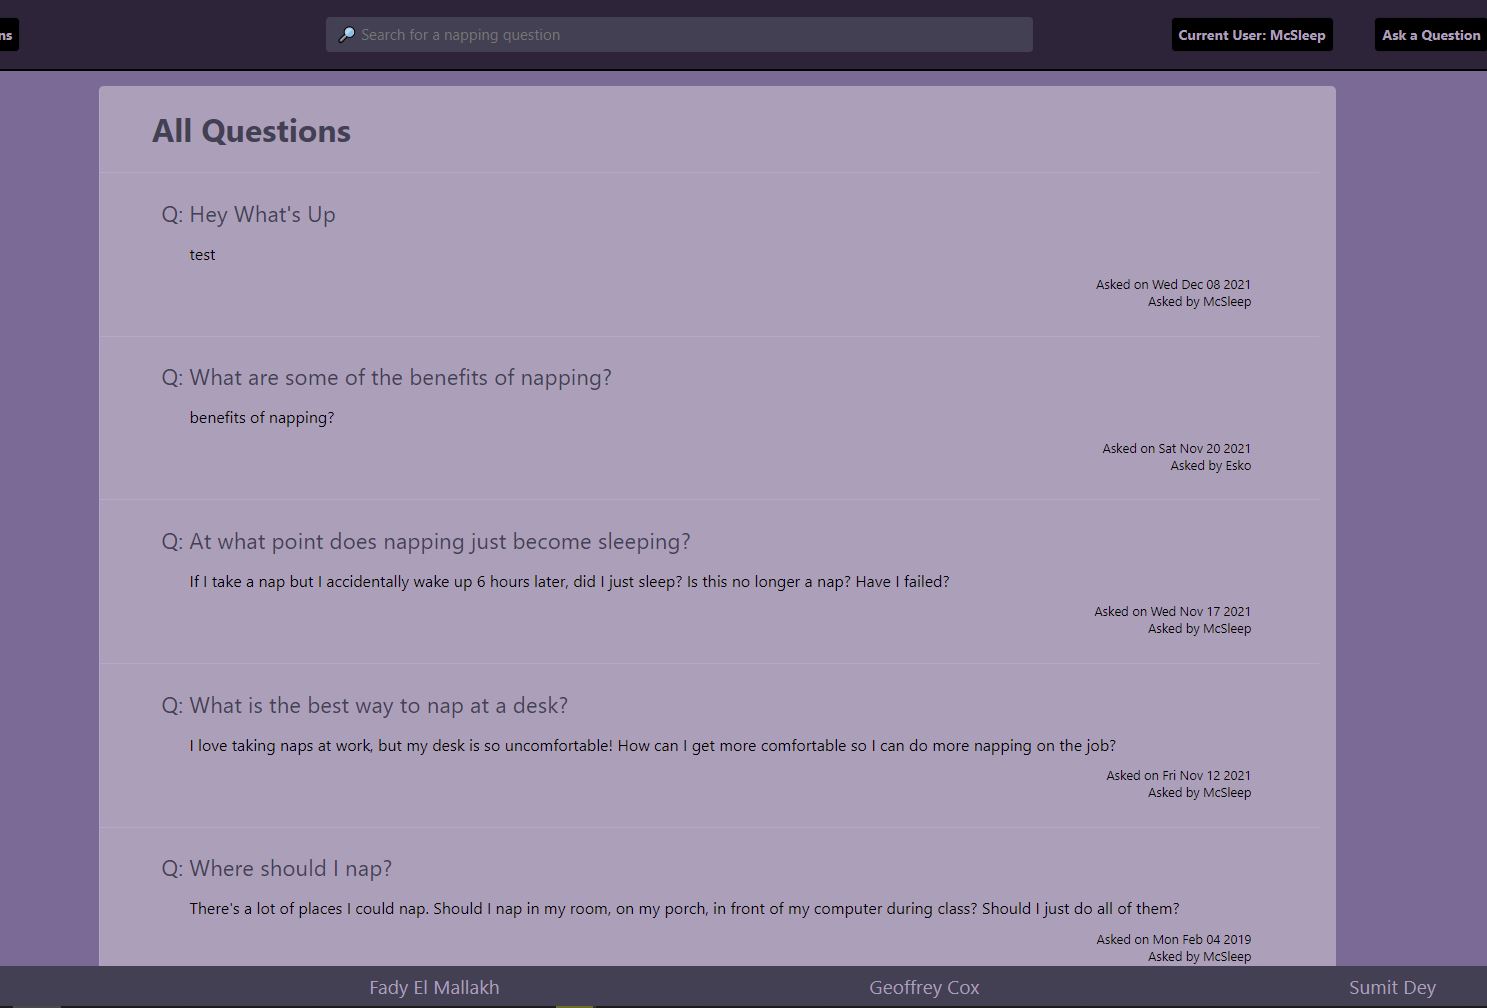 ns
Search for a napping question
Current User: McSleep
Ask a Question
All Questions
Q: Hey What's Up
test
Asked on Wed Dec 08 2021
Asked by McSleep
Q: What are some of the benefits of napping?
benefits of napping?
Asked on Sat Nov 20 2021
Asked by Esko
Q: At what point does napping just become sleeping?
If I take a nap but I accidentally wake up 6 hours later, did I just sleep? Is this no longer a nap? Have I failed?
Asked on Wed Nov 17 2021
Asked by McSleep
Q: What is the best way to nap at a desk?
I love taking naps at work, but my desk is so uncomfortable! How can I get more comfortable so I can do more napping on the job?
Asked on Fri Nov 12 2021
Asked by McSleep
Q: Where should I nap?
There's a lot of places I could nap. Should I nap in my room, on my porch, in front of my computer during class? Should I just do all of them?
Asked on Mon Feb 04 2019
Asked by McSleep
Fady El Mallakh
Geoffrey Cox
Sumit Dey